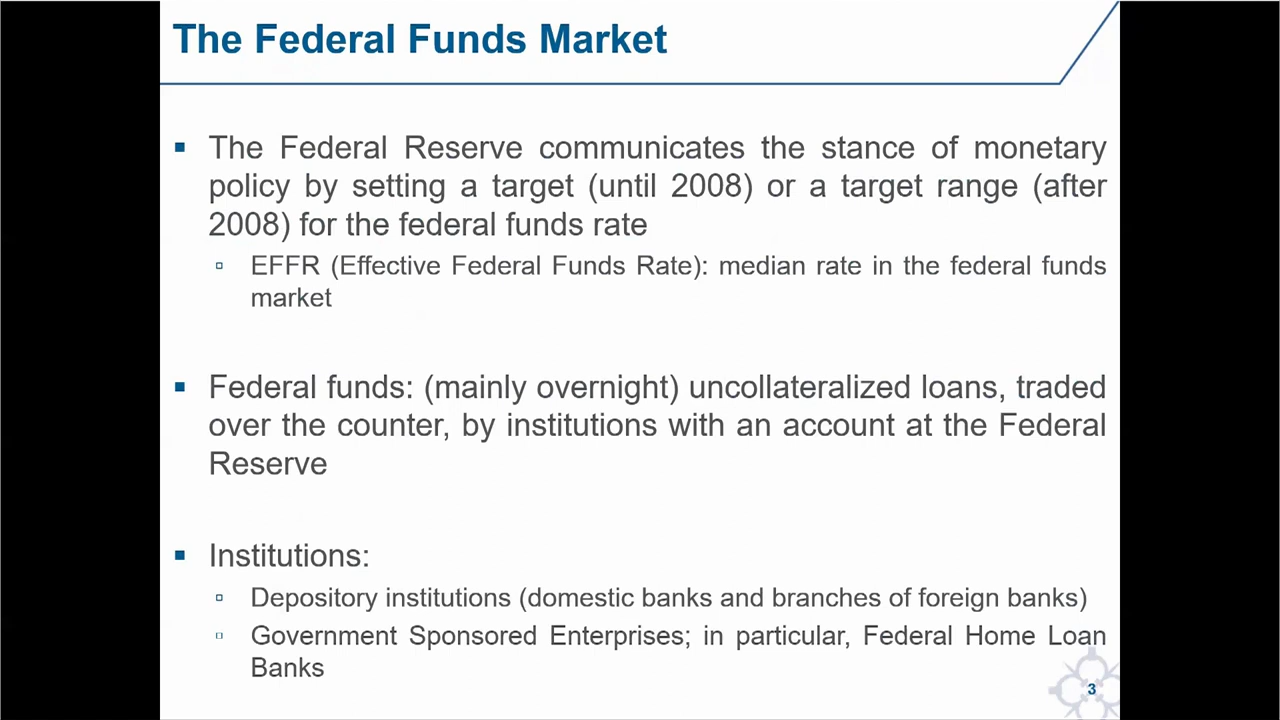 The Federal Funds Market
The Federal Reserve communicates the stance of monetary
policy by setting a target (until 2008) or a target range (after
2008) for the federal funds rate
EFFR (Effective Federal Funds Rate): median rate in the federal funds
market
Federal funds: (mainly overnight) uncollateralized loans, traded
over the counter, by institutions with an account at the Federal
Reserve
Institutions:
Depository institutions (domestic banks and branches of foreign banks)
Government Sponsored Enterprises; in particular, Federal Home Loan
Banks
3